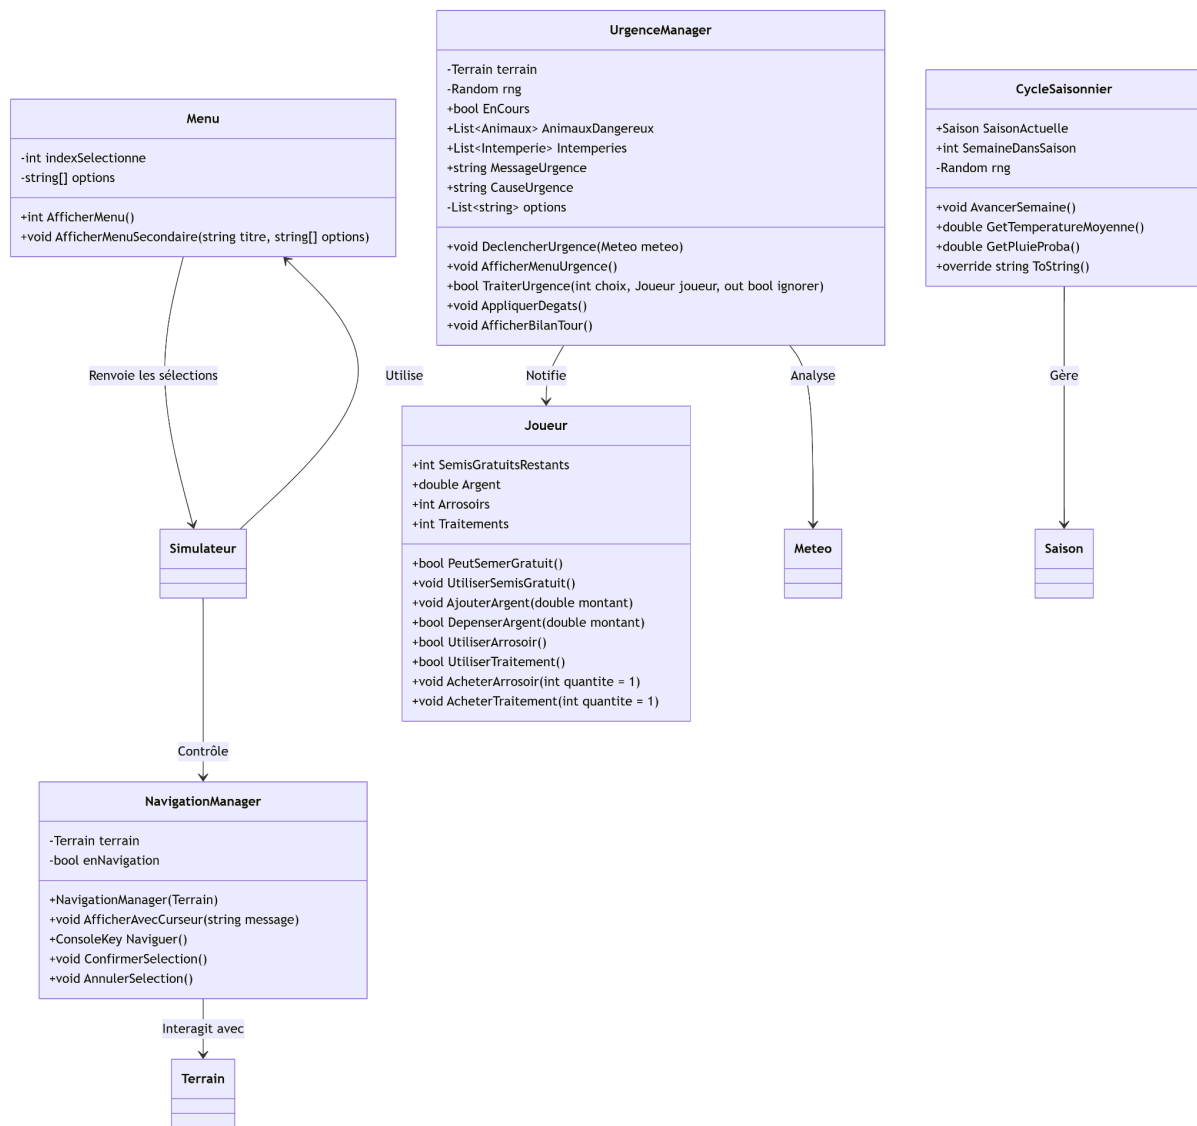 Menu
-int indexSelectionne
-string[] options
+int AfficherMenu()
+void AfficherMenuSecondaire(string titre, string[] options)
UrgenceManager
-Terrain terrain
-Random rng
+bool EnCours
+List<Animaux> AnimauxDangereux
+List<Intemperie> Intemperies
+string MessageUrgence
+string CauseUrgence
-List<string> options
+void DeclencherUrgence(Meteo meteo)
+void AfficherMenuUrgence()
+bool TraiterUrgence(int choix, Joueur joueur, out bool ignorer)
+void AppliquerDegats()
+void AfficherBilanTour()
CycleSaisonnier
+Saison SaisonActuelle
+int SemaineDansSaison
-Random rng
+void AvancerSemaine()
+double GetTemperatureMoyenne()
+double GetPluieProba()
+override string ToString()
Renvoie les sélections
Utilise
Notifie
Analyse
Gère
Joueur
+int SemisGratuitsRestants
+double Argent
+int Arrosoirs
+int Traitements
+bool PeutSemerGratuit()
+void UtiliserSemisGratuit()
+void AjouterArgent(double montant)
+bool DepenserArgent(double montant)
+bool UtiliserArrosoir()
+bool UtiliserTraitement()
+void AcheterArrosoir(int quantite = 1)
+void AcheterTraitement(int quantite = 1)
Simulateur
Meteo
Saison
Contrôle
NavigationManager
-Terrain terrain
-bool enNavigation
+NavigationManager(Terrain)
+void AfficherAvecCurseur(string message)
+ConsoleKey Naviguer()
+void ConfirmerSelection()
+void AnnulerSelection()
Interagit avec
Terrain